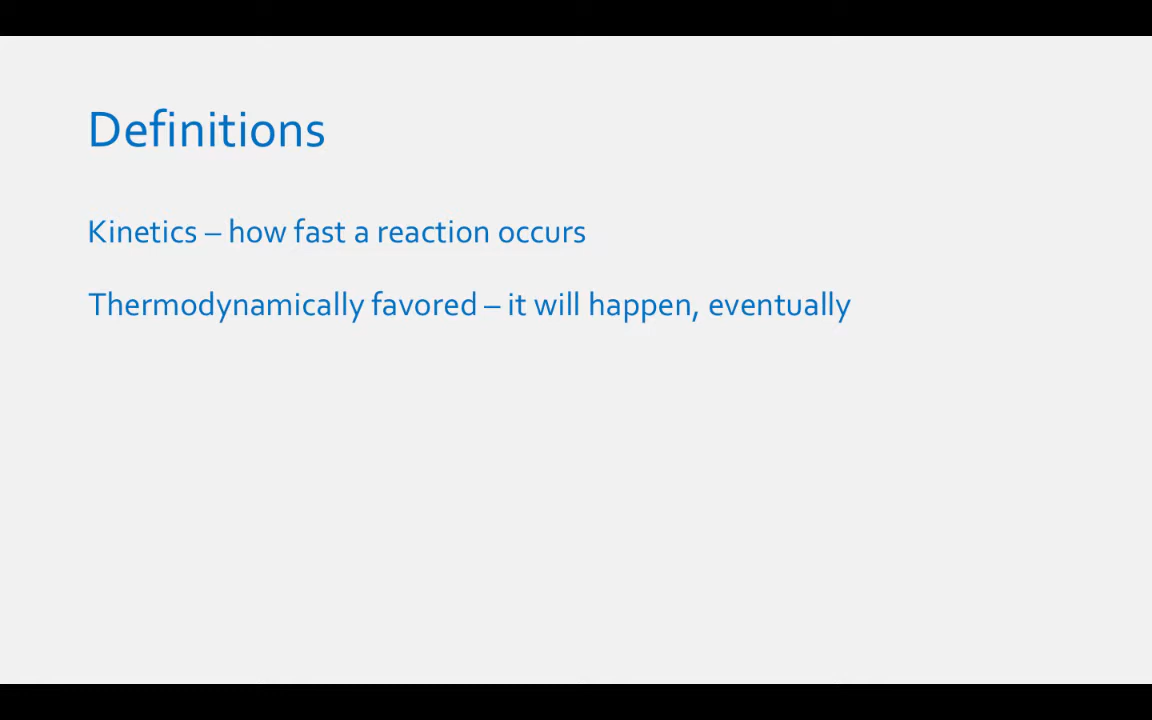 Definitions
Kinetics – how fast a reaction occurs
Thermodynamically favored – it will happen, eventually